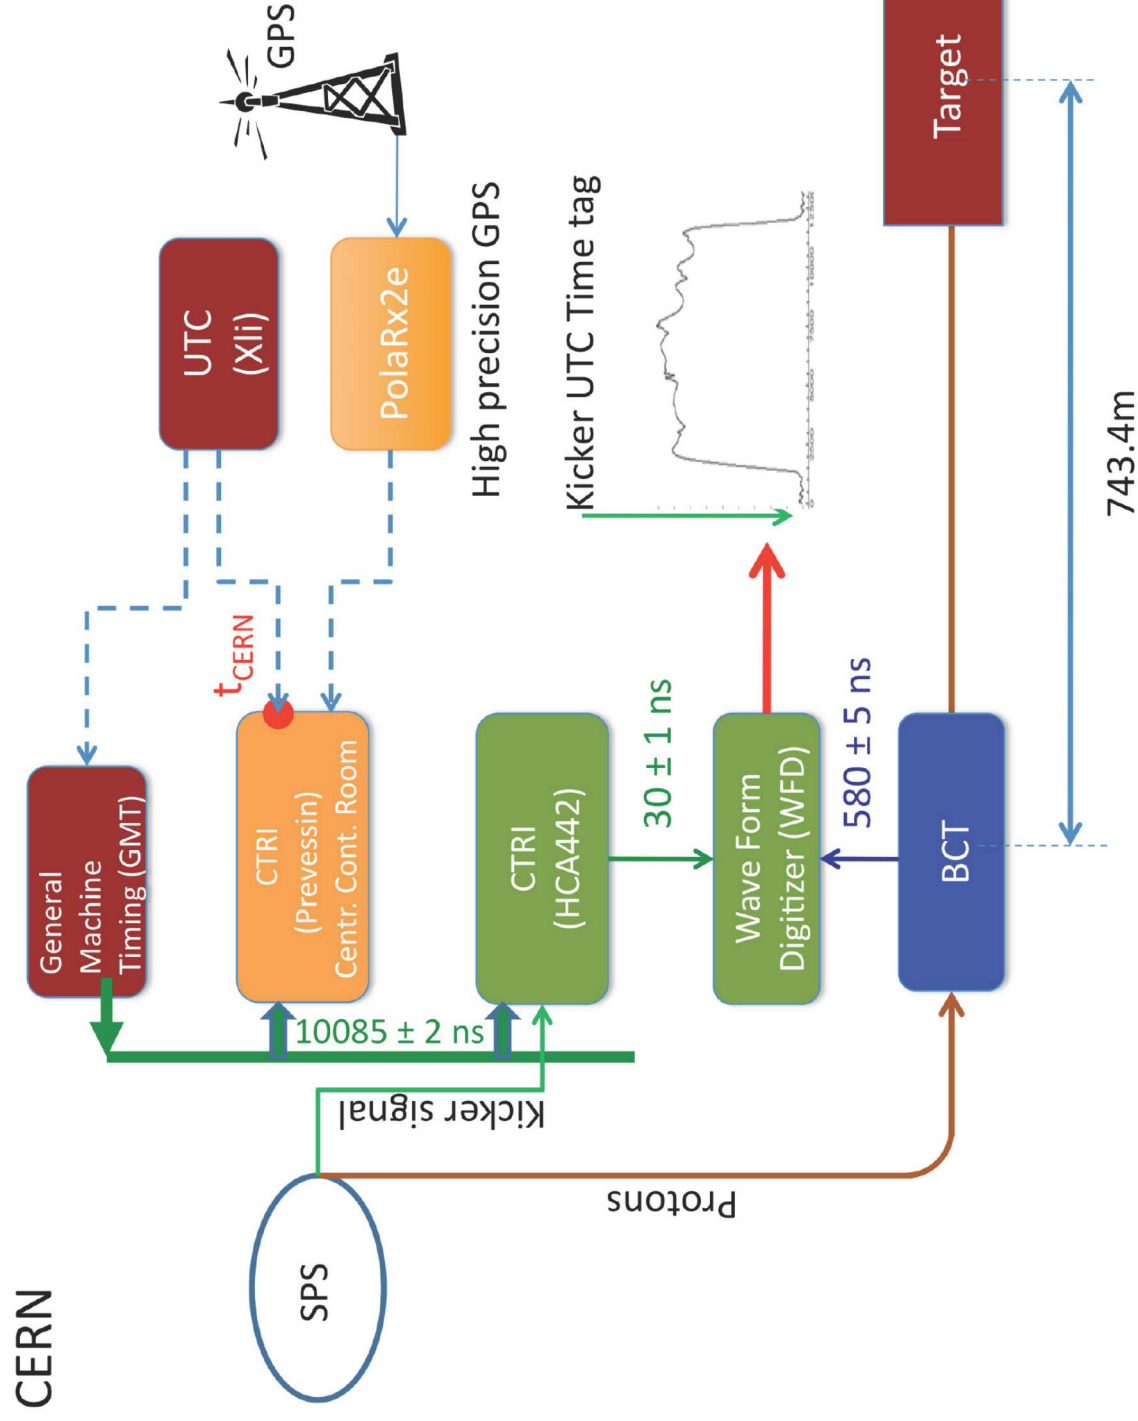 CERN
GPS
UTC
(Xli)
PolaRx2e
High precision GPS
General
Machine
Timing (GMT)
tCERN
CTRI
(Prevessin)
Centr. Cont. Room
10085 ± 2 ns
CTRI
(HCA442)
Kicker signal
SPS
Protons
30 ± 1 ns
Wave Form
Digitizer (WFD)
580 ± 5 ns
BCT
Kicker UTC Time tag
Target
743.4m